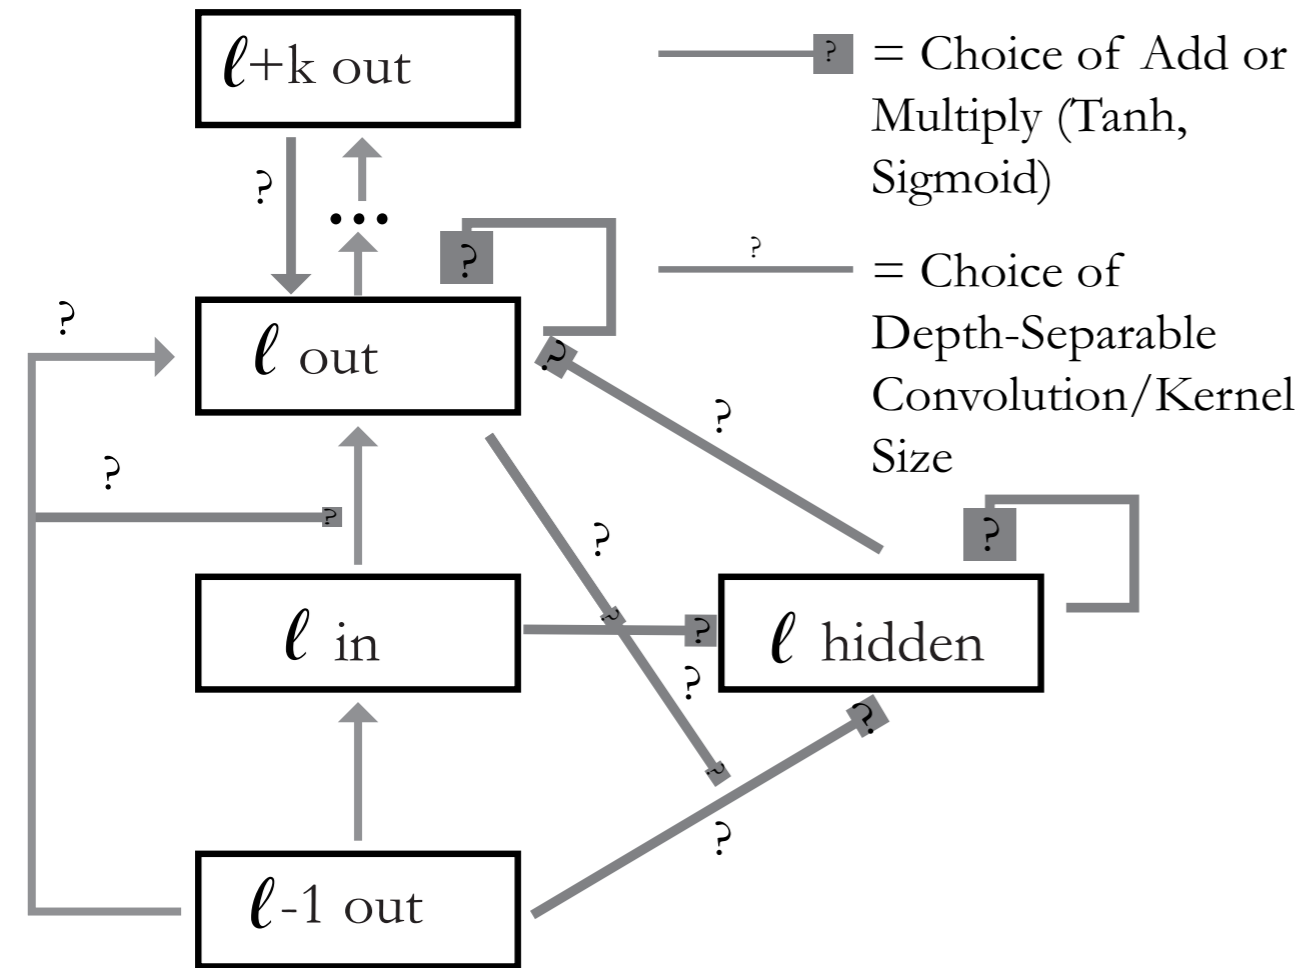 ℓ+k out
? = Choice of Add or
Multiply (Tanh,
Sigmoid)
?
...
?
?
= Choice of
Depth-Separable
Convolution/Kernel
Size
?
ℓ out
?
?
?
?
?
?
ℓ in
?
ℓ hidden
?
?
?
?
?
ℓ-1 out